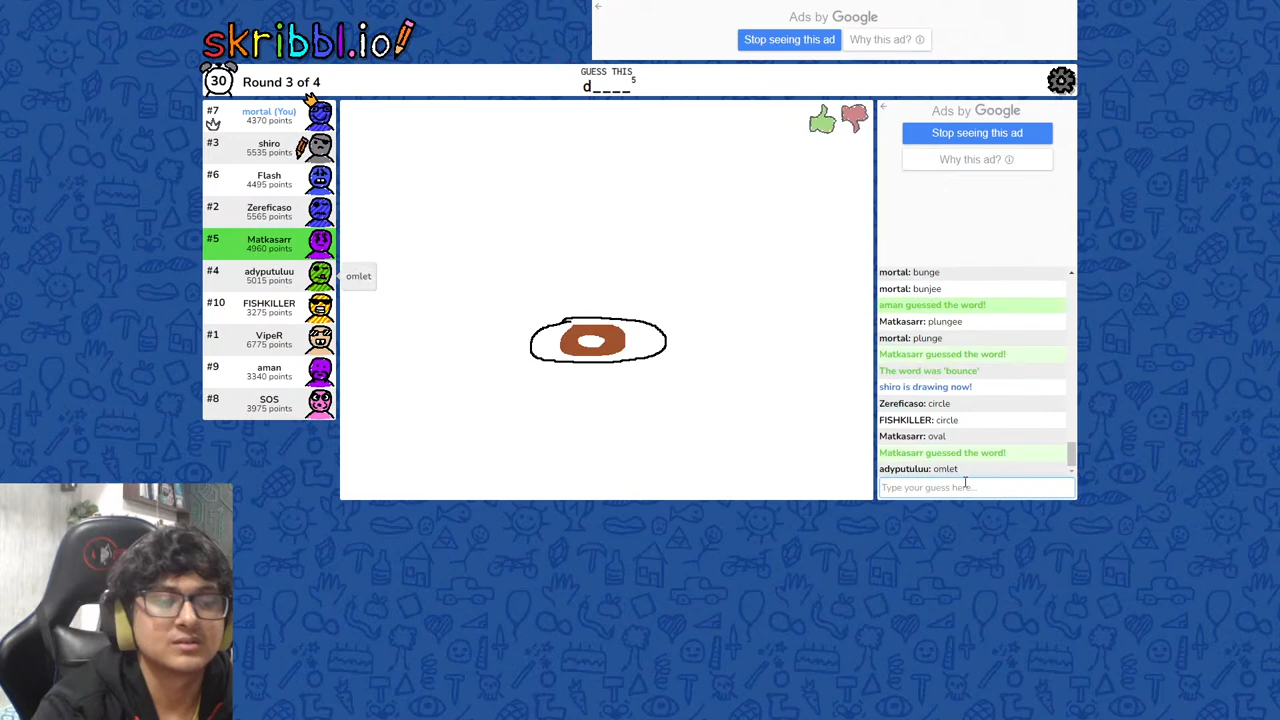 Ads by Google
Stop seeing this ad
Why this ad?
skribbl.io
30
Round 3 of 4
GUESS THIS
d____5
#7
mortal (You)
4370 points
#3
shiro
5535 points
#6
Flash
4495 points
#2
Zereficaso
5565 points
#5
Matkasarr
4960 points
#4
adyputuluu
5015 points
omlet
#10
FISHKILLER
3275 points
#1
VipeR
6775 points
#9
aman
3340 points
#8
SOS
3975 points
Ads by Google
Stop seeing this ad
Why this ad?
mortal: bunge
mortal: bunjee
aman guessed the word!
Matkasarr: plungee
mortal: plunge
Matkasarr guessed the word!
The word was 'bounce'
shiro is drawing now!
Zereficaso: circle
FISHKILLER: circle
Matkasarr: oval
Matkasarr guessed the word!
adyputuluu: omlet
Type your guess here...